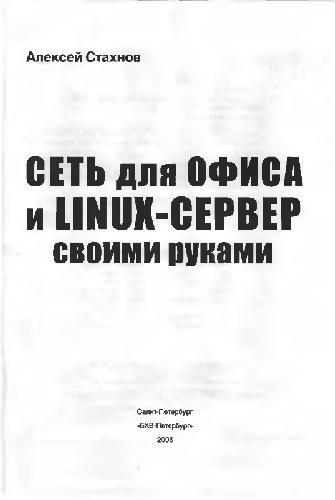 Алексей Стахнов
СЕТЬ для ОФИСА
и LINUX-СЕРВЕР
своими руками
Санкт-Петербург
«БХВ-Петербург»
2006